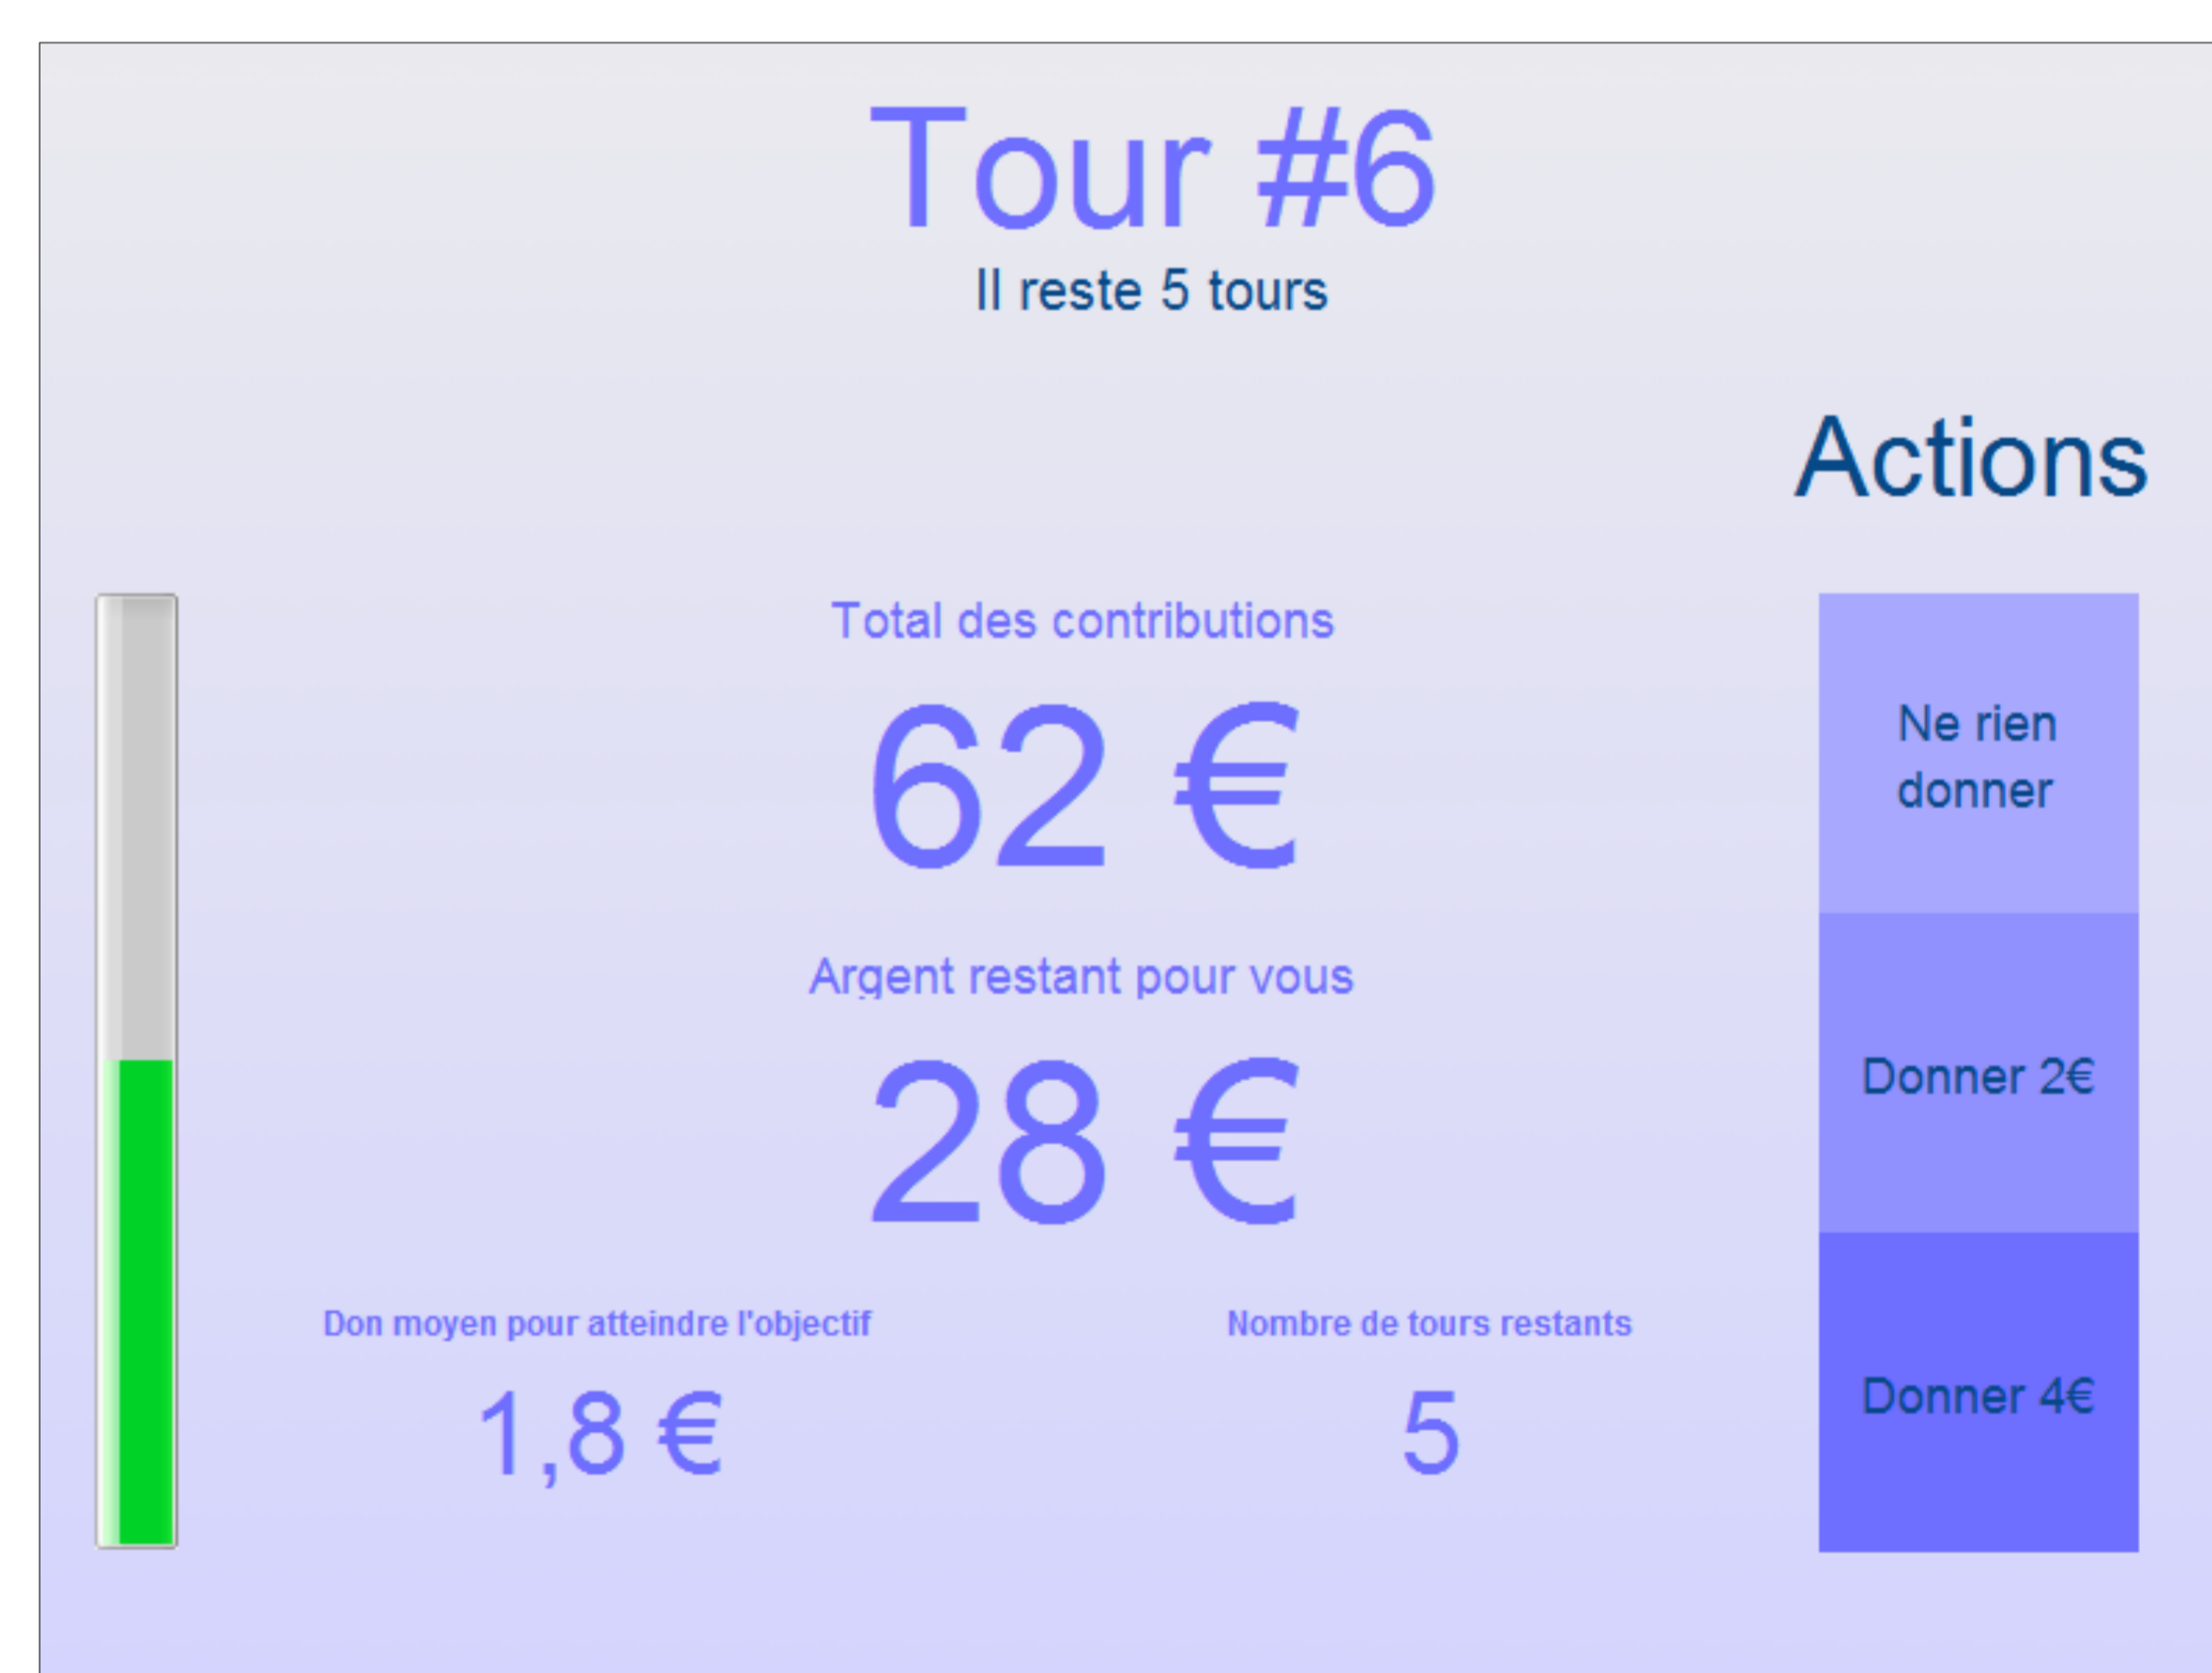 Tour #6
Il reste 5 tours
Actions
Total des contributions
62 €
Argent restant pour vous
28 €
Don moyen pour atteindre l'objectif
1,8 €
Nombre de tours restants
5
Ne rien
donner
Donner 2€
Donner 4€